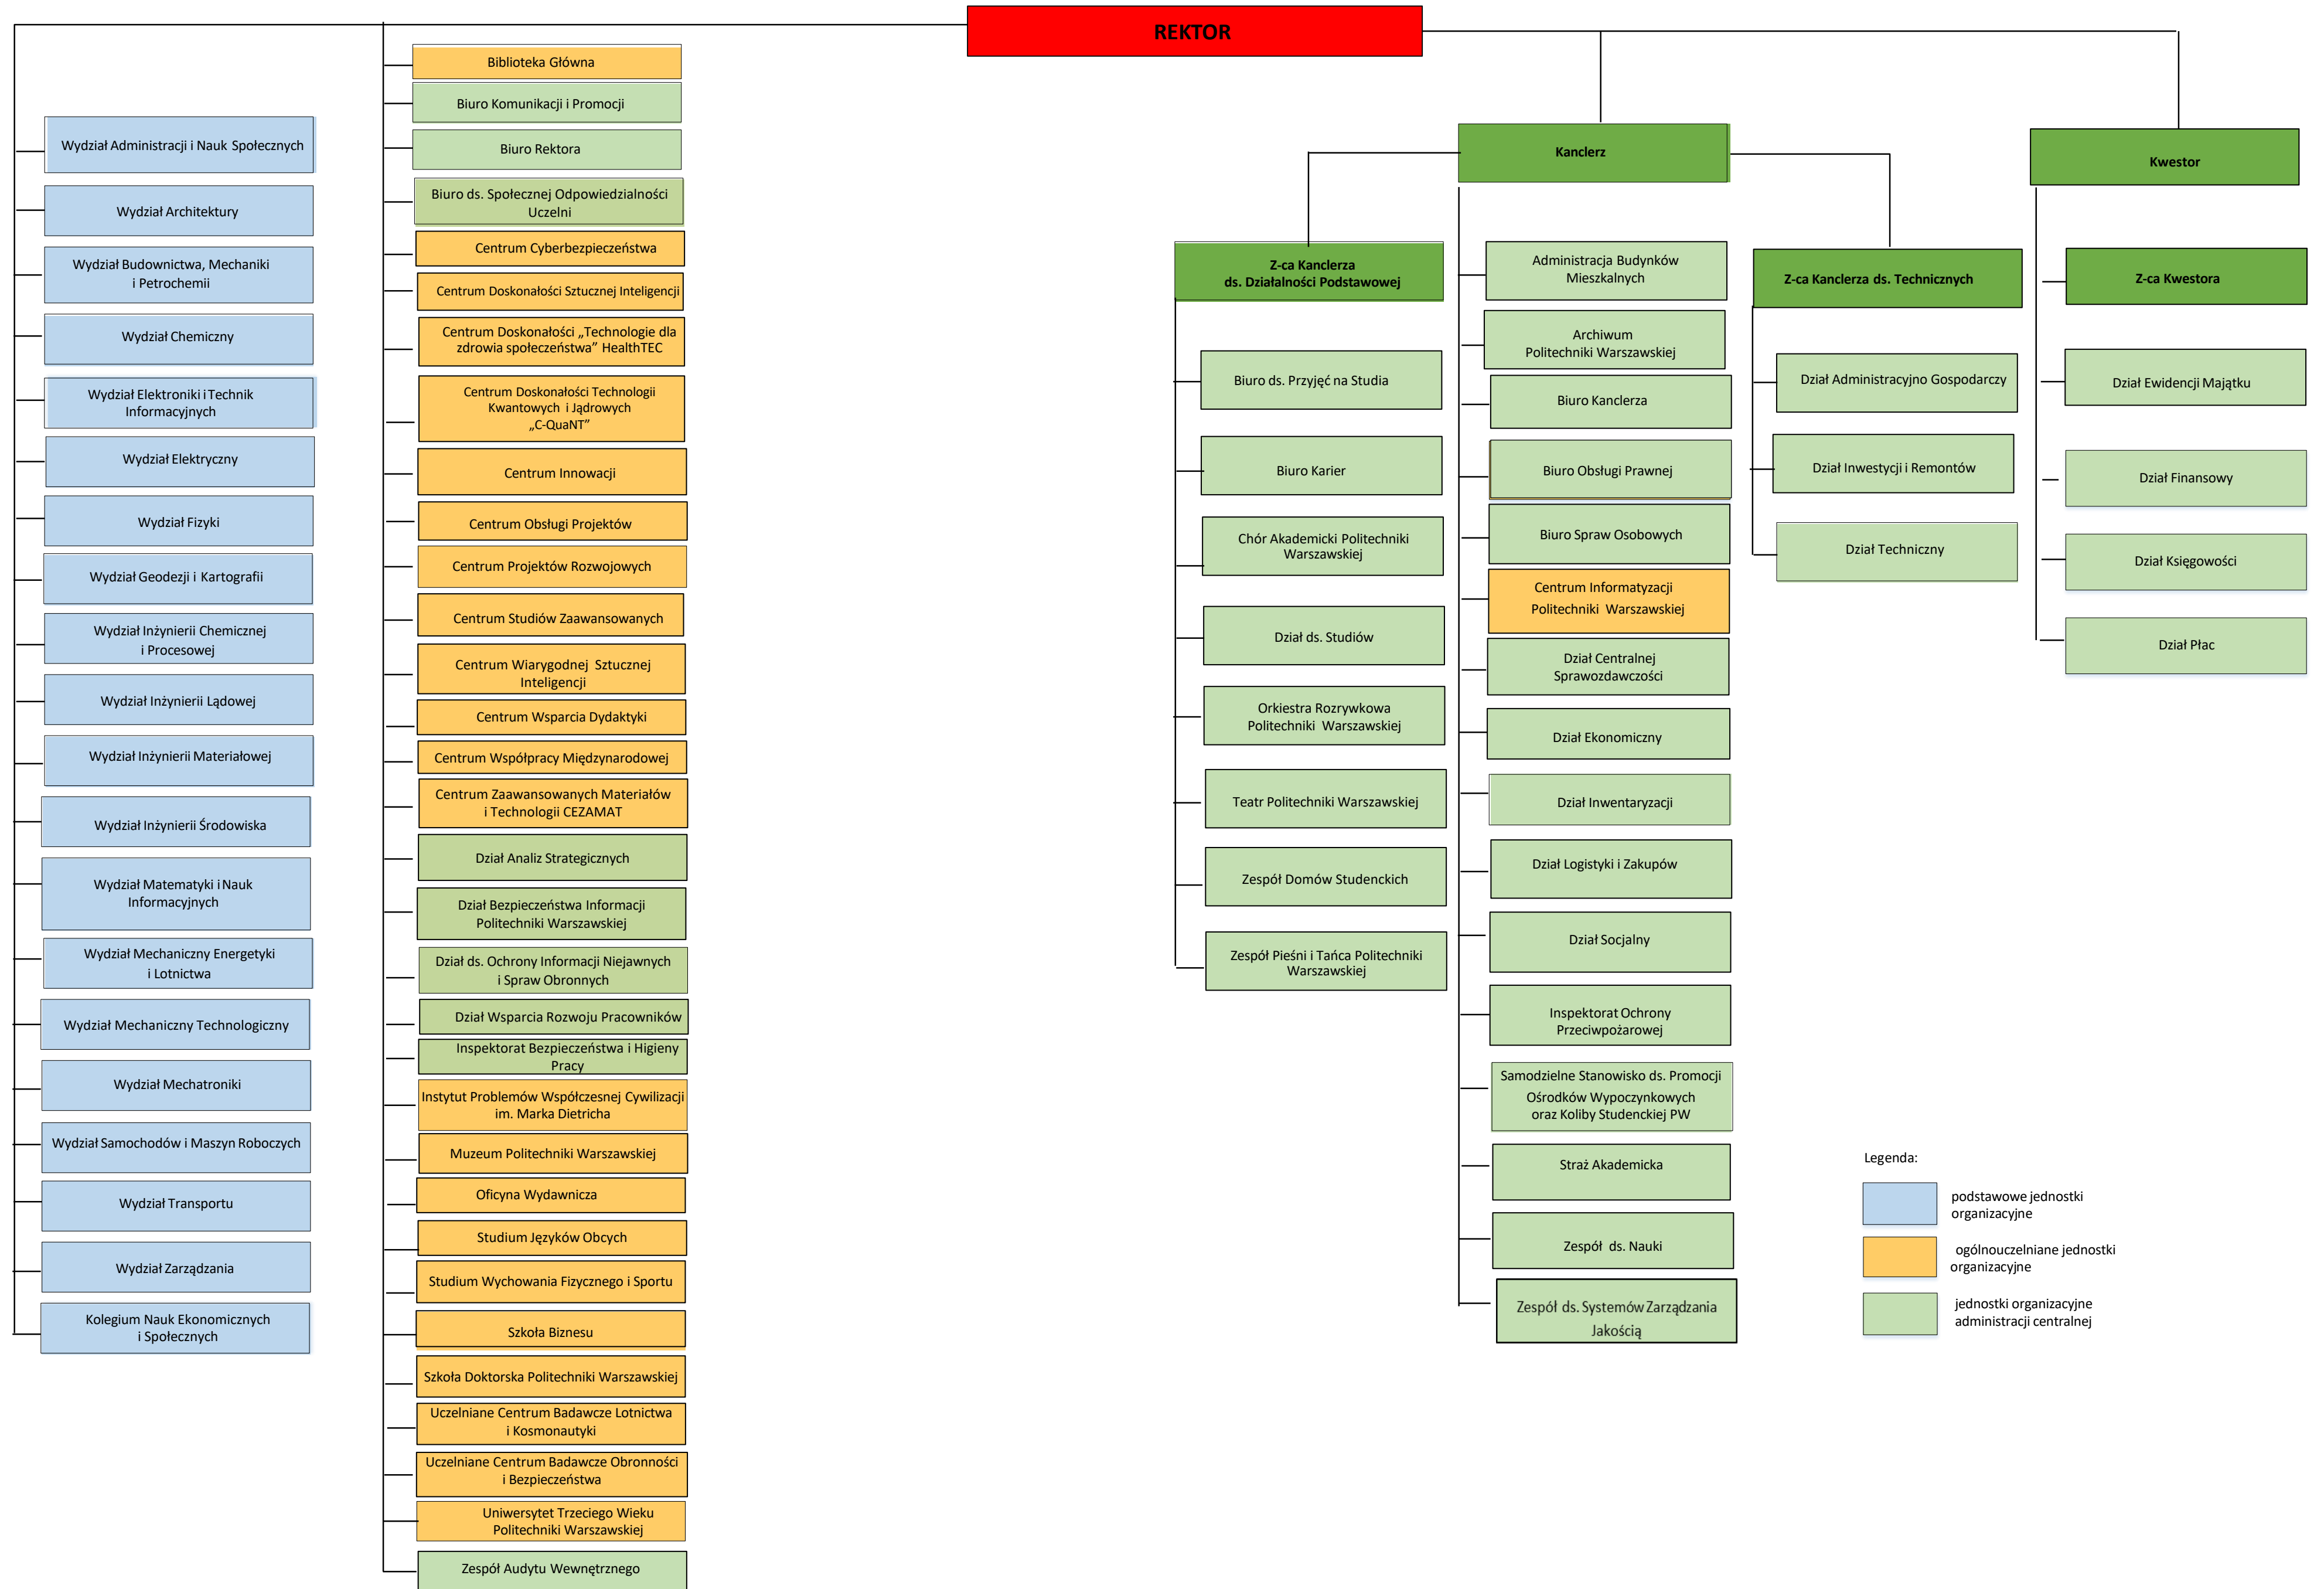 REKTOR
Wydział Administracji i Nauk Społecznych
Wydział Architektury
Wydział Budownictwa, Mechaniki
i Petrochemii
Wydział Chemiczny
Wydział Elektroniki i Technik
Informacyjnych
Wydział Elektryczny
Wydział Fizyki
Wydział Geodezji i Kartografii
Wydział Inżynierii Chemicznej
i Procesowej
Wydział Inżynierii Lądowej
Wydział Inżynierii Materiałowej
Wydział Inżynierii Środowiska
Wydział Matematyki i Nauk
Informacyjnych
Wydział Mechaniczny Energetyki
i Lotnictwa
Wydział Mechaniczny Technologiczny
Wydział Mechatroniki
Wydział Samochodów i Maszyn Roboczych
Wydział Transportu
Wydział Zarządzania
Kolegium Nauk Ekonomicznych
i Społecznych
Biblioteka Główna
Biuro Komunikacji i Promocji
Biuro Rektora
Biuro ds. Społecznej Odpowiedzialności
Uczelni
Centrum Cyberbezpieczeństwa
Centrum Doskonałości Sztucznej Inteligencji
Centrum Doskonałości „Technologie dla
zdrowia społeczeństwa” HealthTEC
Centrum Doskonałości Technologii
Kwantowych i Jądrowych
„C-QuaNT”
Centrum Innowacji
Centrum Obsługi Projektów
Centrum Projektów Rozwojowych
Centrum Studiów Zaawansowanych
Centrum Wiarygodnej Sztucznej
Inteligencji
Centrum Wsparcia Dydaktyki
Centrum Współpracy Międzynarodowej
Centrum Zaawansowanych Materiałów
i Technologii CEZAMAT
Dział Analiz Strategicznych
Dział Bezpieczeństwa Informacji
Politechniki Warszawskiej
Dział ds. Ochrony Informacji Niejawnych
i Spraw Obronnych
Dział Wsparcia Rozwoju Pracowników
Inspektorat Bezpieczeństwa i Higieny
Pracy
Instytut Problemów Współczesnej Cywilizacji
im. Marka Dietricha
Muzeum Politechniki Warszawskiej
Oficyna Wydawnicza
Studium Języków Obcych
Studium Wychowania Fizycznego i Sportu
Szkoła Biznesu
Szkoła Doktorska Politechniki Warszawskiej
Uczelniane Centrum Badawcze Lotnictwa
i Kosmonautyki
Uczelniane Centrum Badawcze Obronności
i Bezpieczeństwa
Uniwersytet Trzeciego Wieku
Politechniki Warszawskiej
Zespół Audytu Wewnętrznego
Kanclerz
Z-ca Kanclerza
ds. Działalności Podstawowej
Biuro ds. Przyjęć na Studia
Biuro Karier
Chór Akademicki Politechniki
Warszawskiej
Dział ds. Studiów
Orkiestra Rozrywkowa
Politechniki Warszawskiej
Teatr Politechniki Warszawskiej
Zespół Domów Studenckich
Zespół Pieśni i Tańca Politechniki
Warszawskiej
Administracja Budynków
Mieszkalnych
Archiwum
Politechniki Warszawskiej
Biuro Kanclerza
Biuro Obsługi Prawnej
Biuro Spraw Osobowych
Centrum Informatyzacji
Politechniki Warszawskiej
Dział Centralnej
Sprawozdawczości
Dział Ekonomiczny
Dział Inwentaryzacji
Dział Logistyki i Zakupów
Dział Socjalny
Inspektorat Ochrony
Przeciwpożarowej
Samodzielne Stanowisko ds. Promocji
Ośrodków Wypoczynkowych
oraz Koliby Studenckiej PW
Straż Akademicka
Zespół ds. Nauki
Zespół ds. Systemów Zarządzania
Jakością
Z-ca Kanclerza ds. Technicznych
Dział Administracyjno Gospodarczy
Dział Inwestycji i Remontów
Dział Techniczny
Kwestor
Z-ca Kwestora
Dział Ewidencji Majątku
Dział Finansowy
Dział Księgowości
Dział Płac
Legenda:
podstawowe jednostki
organizacyjne
ogólnouczelniane jednostki
organizacyjne
jednostki organizacyjne
administracji centralnej